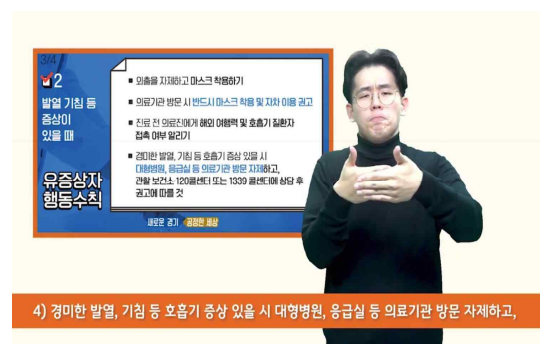 3/4
2
발열 기침 등
증상이
있을 때
유증상자
행동수칙
■ 외출을 자제하고 마스크 착용하기
■ 의료기관 방문 시 반드시 마스크 착용 및 자차 이용 권고
■ 진료 전 의료진에게 해외 여행력 및 호흡기 질환자
접촉 여부 알리기
■ 경미한 발열, 기침 등 호흡기 증상 있을 시
대형병원, 응급실 등 의료기관 방문 자제하고,
관할 보건소, 120콜센터 또는 1339 콜센터에 상담 후
권고에 따를 것
새로운 경기 공정한 세상
4) 경미한 발열, 기침 등 호흡기 증상 있을 시 대형병원, 응급실 등 의료기관 방문 자제하고,